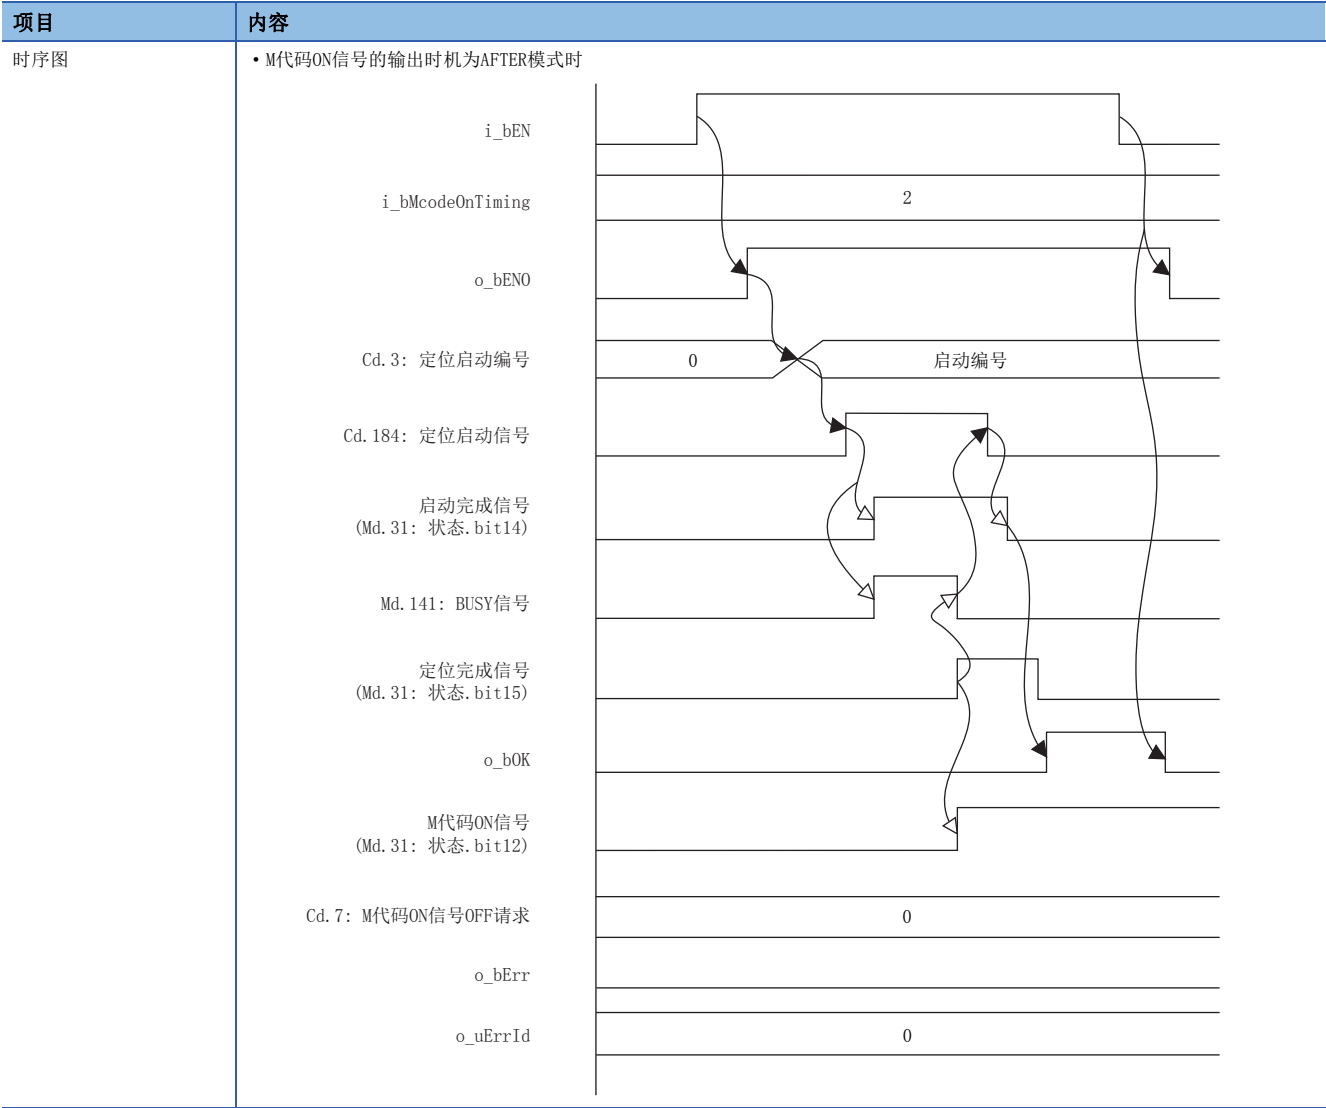 项目 内容
时序图 •M代码ON信号的输出时机为AFTER模式时
i_bEN
i_bMcodeOnTiming 2
o_bENO
Cd.3: 定位启动编号 0 启动编号
Cd.184: 定位启动信号
启动完成信号
(Md.31: 状态.bit14)
Md.141: BUSY信号
定位完成信号
(Md.31: 状态.bit15)
o_bOK
M代码ON信号
(Md.31: 状态.bit12)
Cd.7: M代码ON信号OFF请求 0
o_bErr
o_uErrId 0